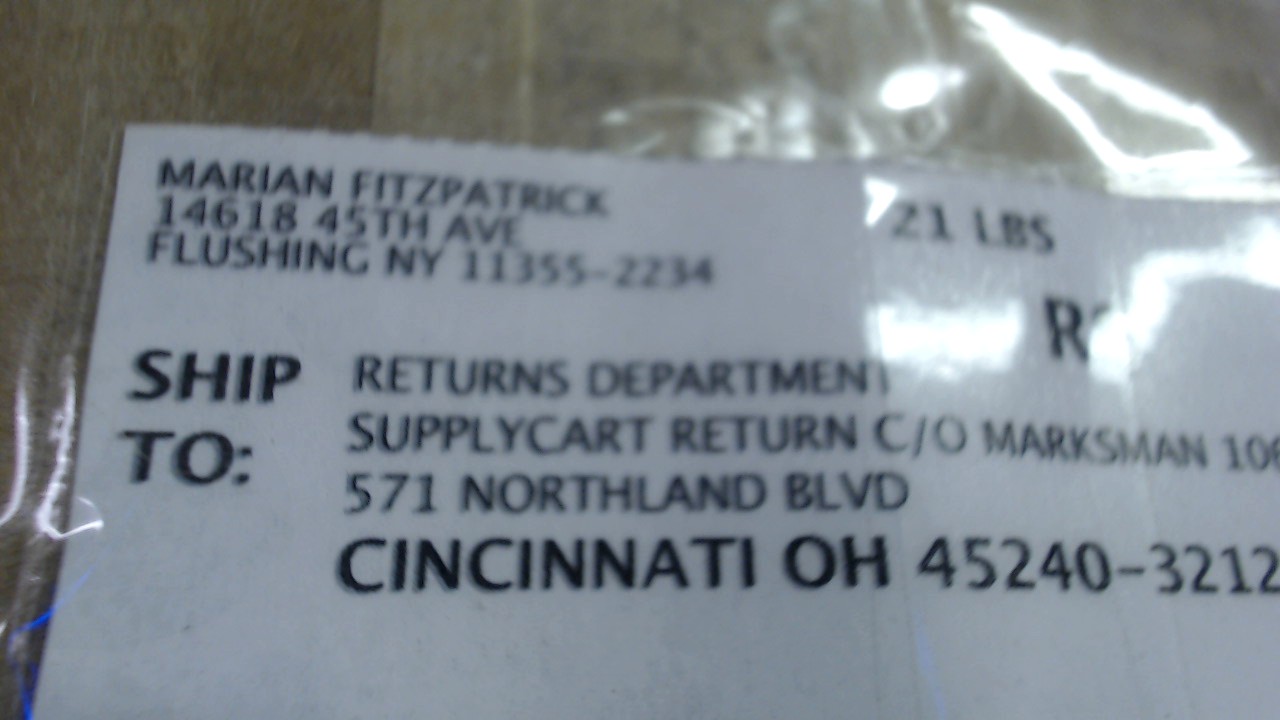 MARIAN FITZPATRICK
14618 45TH AVE
FLUSHING NY 11355-2234
21 LBS
SHIP TO:
RETURNS DEPARTMENT
SUPPLYCART RETURN C/O MARKSMAN
571 NORTHLAND BLVD
CINCINNATI OH 45240-3212